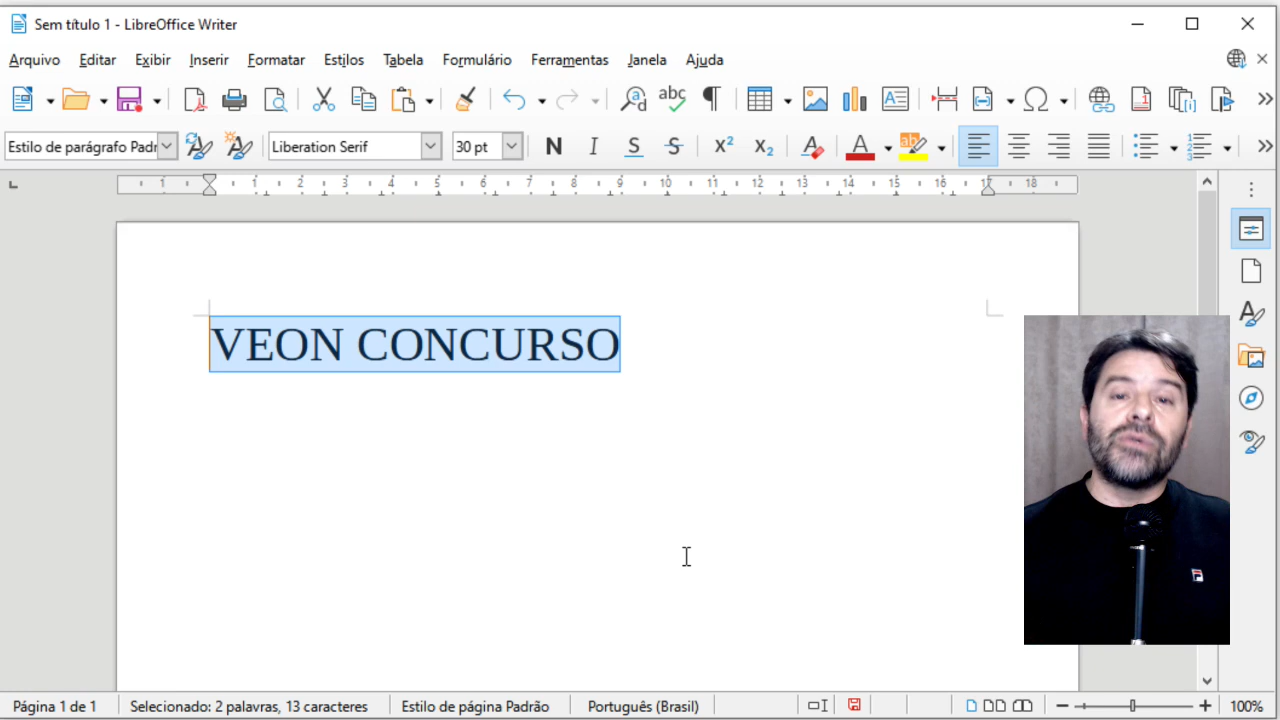 Sem título 1 - LibreOffice Writer
Arquivo Editar Exibir Inserir Formatar Estilos Tabela Formulário Ferramentas Janela Ajuda
Estilo de parágrafo Padr Liberation Serif 30 pt N I S S X² X₂ A
1 1 2 3 4 5 6 7 8 9 10 11 12 13 14 15 16 17 18
VEON CONCURSO
Página 1 de 1 Selecionado: 2 palavras, 13 caracteres Estilo de página Padrão Português (Brasil) 100%